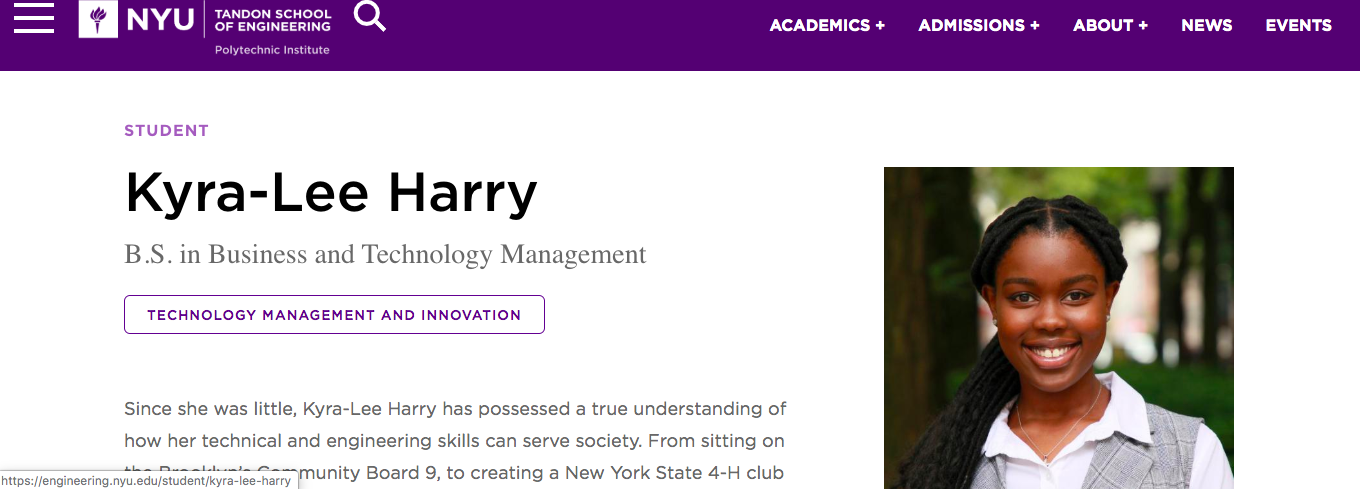 NYU
TANDON SCHOOL
OF ENGINEERING
Polytechnic Institute
ACADEMICS +
ADMISSIONS +
ABOUT +
NEWS
EVENTS
STUDENT
Kyra-Lee Harry
B.S. in Business and Technology Management
TECHNOLOGY MANAGEMENT AND INNOVATION
Since she was little, Kyra-Lee Harry has possessed a true understanding of
how her technical and engineering skills can serve society. From sitting on
the Brooklyn's Community Board 9, to creating a New York State 4-H club
https://engineering.nyu.edu/student/kyra-lee-harry